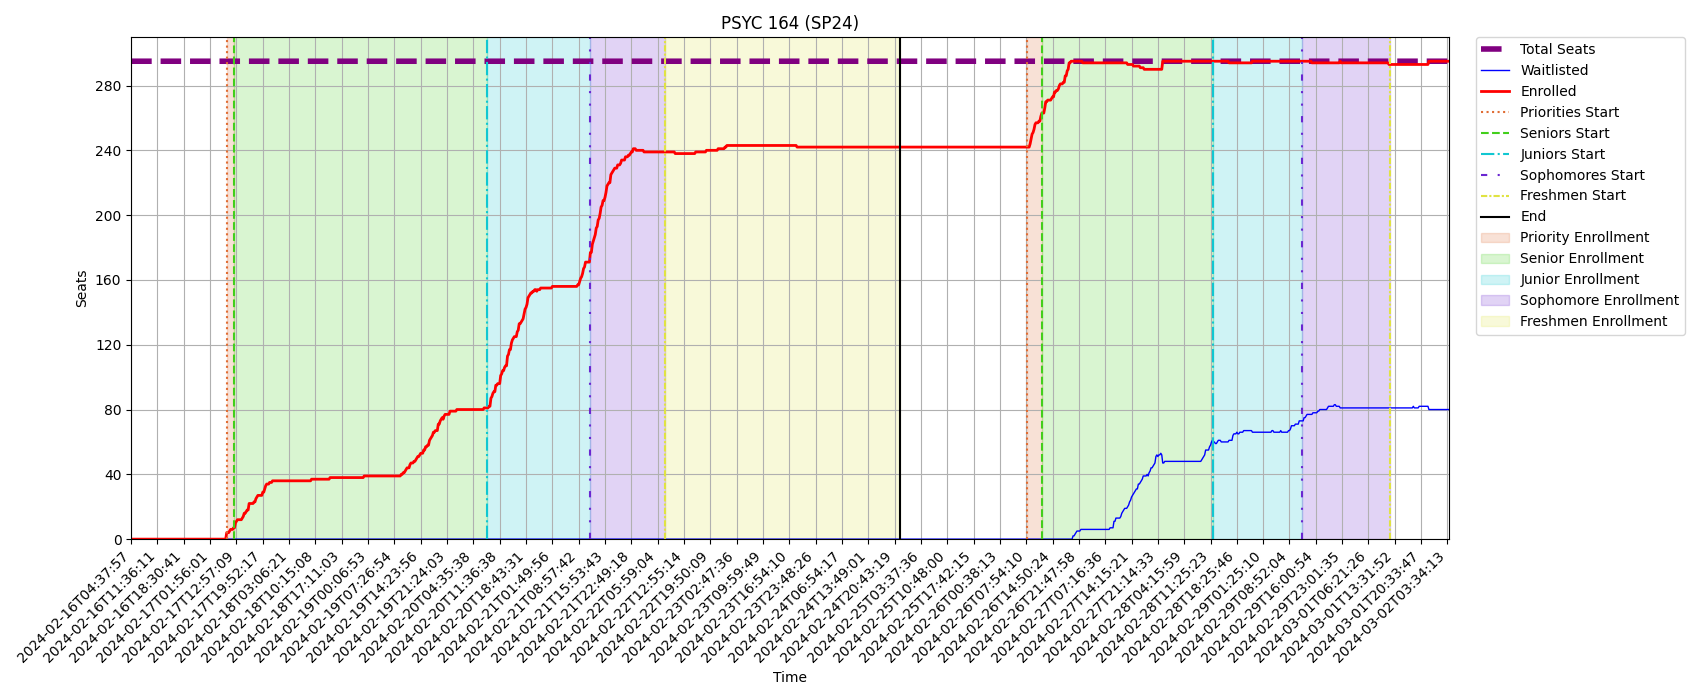 PSYC 164 (SP24)
Seats
280
240
200
160
120
80
40
0
2024-02-16T04:37:57
2024-02-16T11:36:11
2024-02-16T18:30:41
2024-02-17T01:56:01
2024-02-17T12:57:09
2024-02-17T19:52:17
2024-02-18T03:06:21
2024-02-18T10:15:08
2024-02-18T17:11:03
2024-02-19T00:06:53
2024-02-19T07:26:54
2024-02-19T14:23:56
2024-02-19T21:24:03
2024-02-20T04:35:38
2024-02-20T11:36:38
2024-02-20T18:43:31
2024-02-21T01:49:56
2024-02-21T08:57:42
2024-02-21T15:53:43
2024-02-21T22:49:18
2024-02-22T05:59:04
2024-02-22T12:55:14
2024-02-22T19:50:09
2024-02-23T02:47:36
2024-02-23T09:59:49
2024-02-23T16:54:10
2024-02-23T23:48:26
2024-02-24T06:54:17
2024-02-24T13:49:01
2024-02-24T20:43:19
2024-02-25T03:37:36
2024-02-25T10:48:00
2024-02-25T17:42:15
2024-02-26T00:38:13
2024-02-26T07:54:10
2024-02-26T14:50:24
2024-02-26T21:47:58
2024-02-27T07:16:36
2024-02-27T14:15:21
2024-02-27T21:14:33
2024-02-28T04:15:59
2024-02-28T11:25:23
2024-02-28T18:25:46
2024-02-29T01:25:10
2024-02-29T08:52:04
2024-02-29T16:00:54
2024-02-29T23:01:35
2024-03-01T06:21:26
2024-03-01T13:31:52
2024-03-01T20:33:47
2024-03-02T03:34:13
Time
Total Seats
Waitlisted
Enrolled
Priorities Start
Seniors Start
Juniors Start
Sophomores Start
Freshmen Start
End
Priority Enrollment
Senior Enrollment
Junior Enrollment
Sophomore Enrollment
Freshmen Enrollment